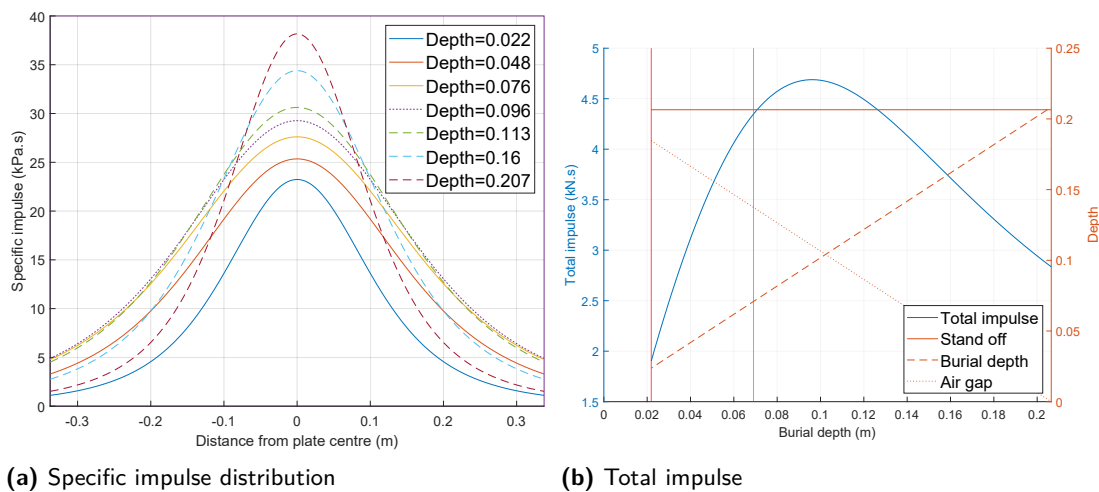 40
35
30
25
20
15
10
5
0
Specific impulse (kPa.s)
-0.3
-0.2
-0.1
0
0.1
0.2
0.3
Distance from plate centre (m)
Depth=0.022
Depth=0.048
Depth=0.076
Depth=0.096
Depth=0.113
Depth=0.16
Depth=0.207
(a) Specific impulse distribution
5
4.5
4
3.5
3
2.5
2
1.5
Total impulse (kN.s)
0
0.02
0.04
0.06
0.08
0.1
0.12
0.14
0.16
0.18
0.2
Burial depth (m)
0.25
0.2
0.15
0.1
0.05
0
Depth
Total impulse
Stand off
Burial depth
Air gap
(b) Total impulse